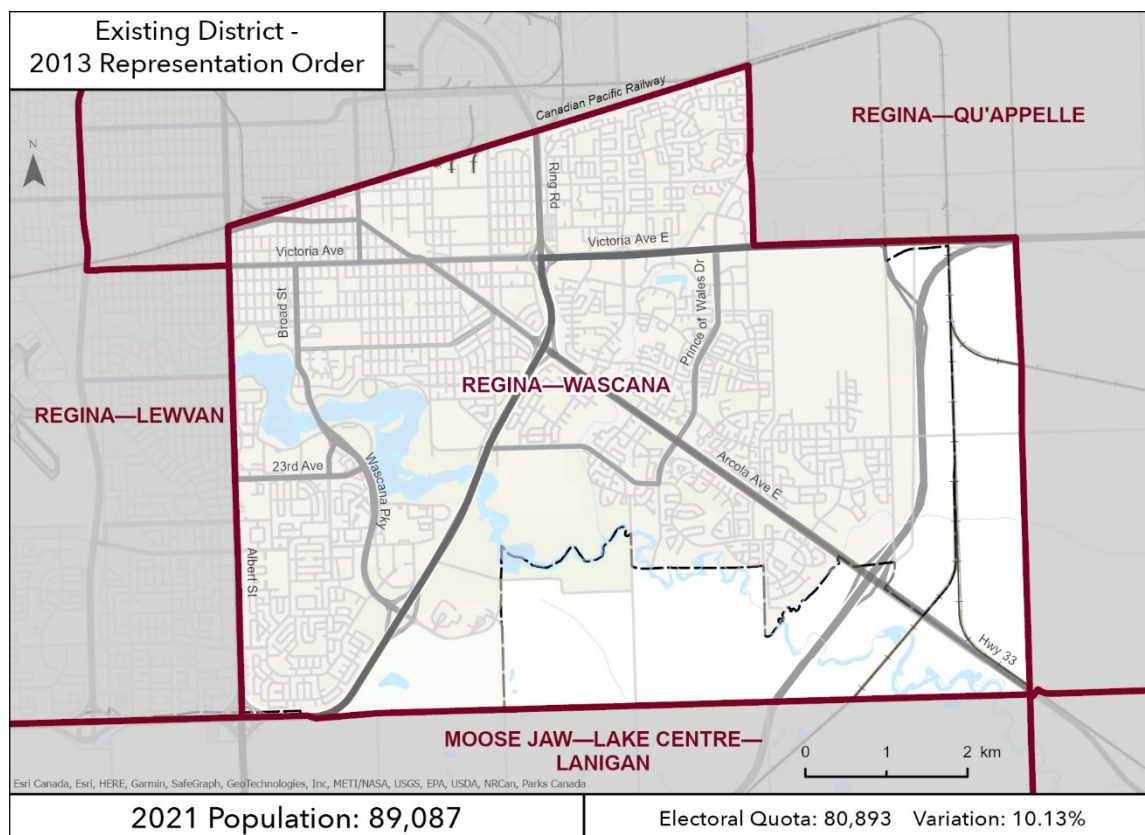 Existing District -
2013 Representation Order
Canadian Pacific Railway
REGINA—QU'APPELLE
N
Ring Rd
Victoria Ave
Victoria Ave E
Broad St
Prince of Wales Dr
REGINA—WASCANA
REGINA—LEWVAN
23rd Ave
Wascana Pky
Arcola Ave E
Albert St
Hwy 33
MOOSE JAW—LAKE CENTRE—
LANIGAN
0 1 2 km
Esri Canada, Esri, HERE, Garmin, SafeGraph, GeoTechnologies, Inc, METI/NASA, USGS, EPA, USDA, NRCan, Parks Canada
2021 Population: 89,087
Electoral Quota: 80,893 Variation: 10.13%